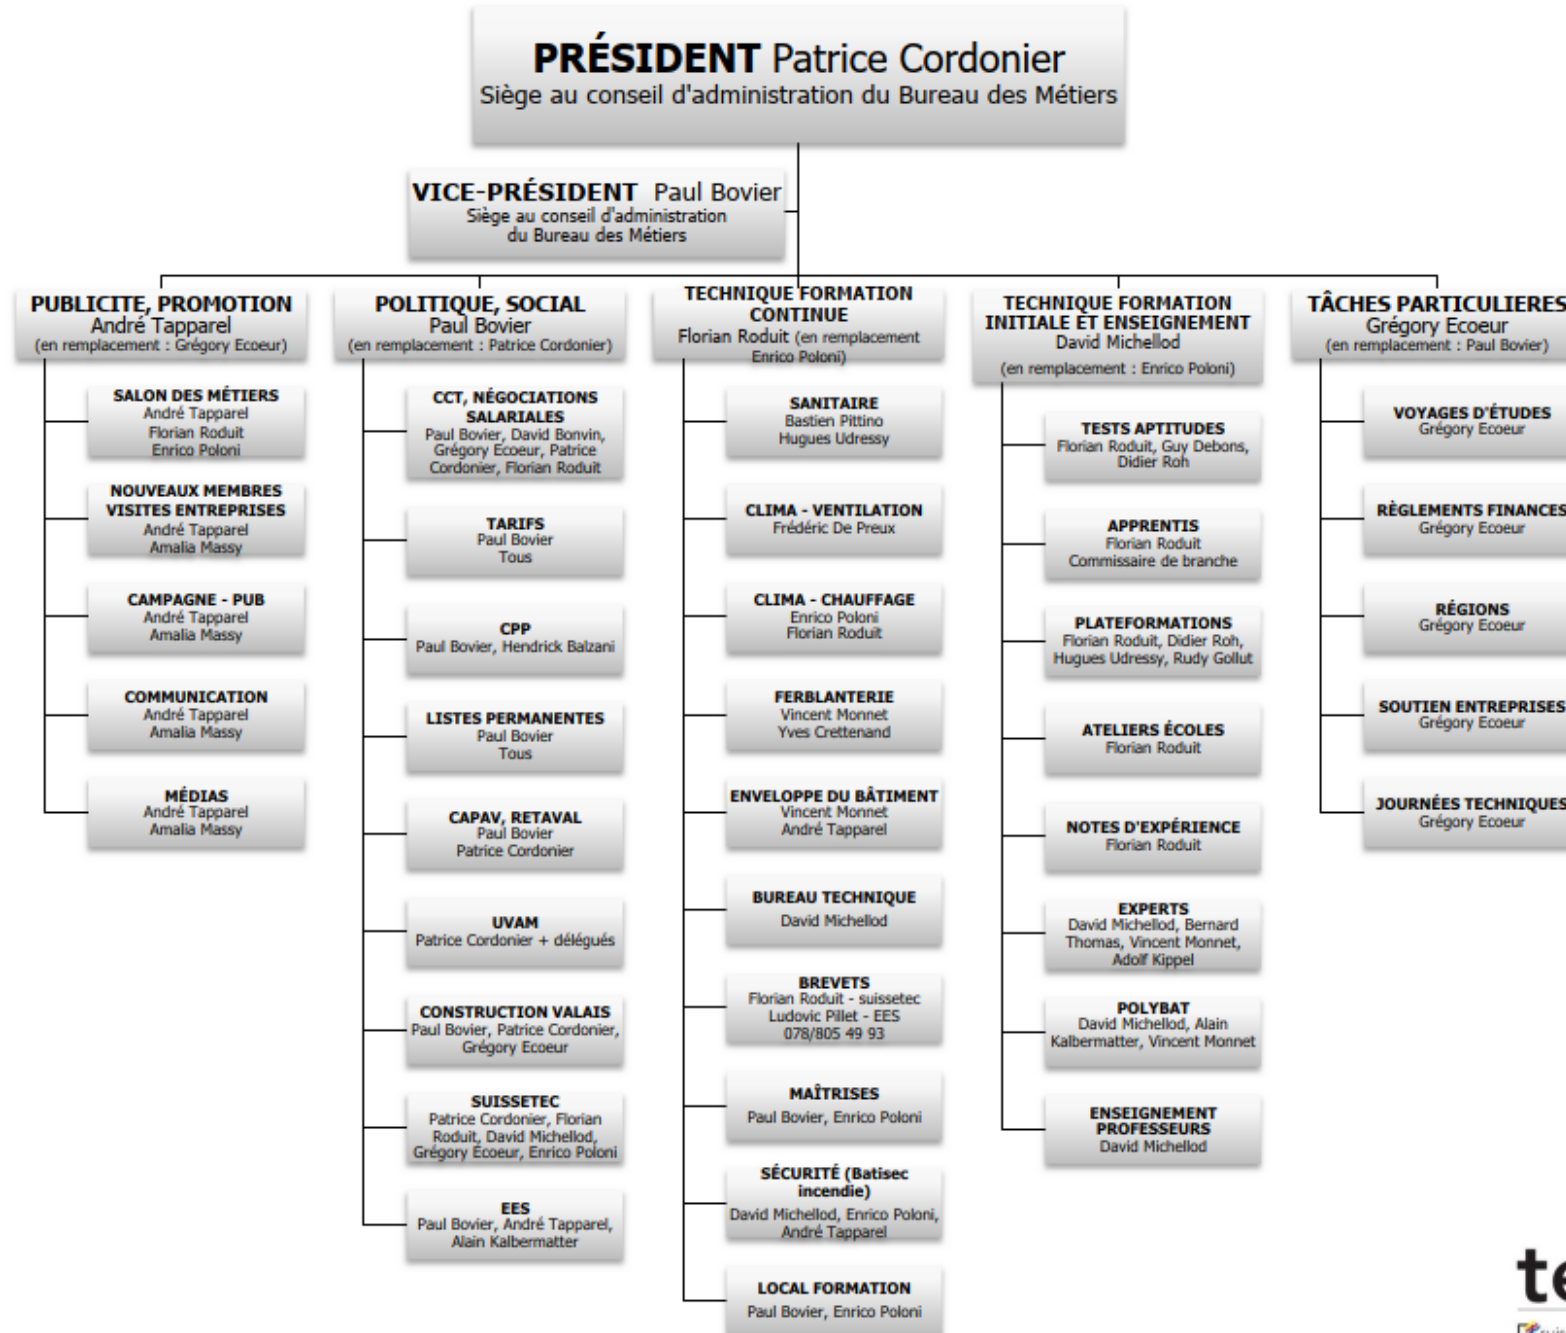 PRÉSIDENT Patrice Cordonier
Siège au conseil d'administration du Bureau des Métiers
VICE-PRÉSIDENT Paul Bovier
Siège au conseil d'administration
du Bureau des Métiers
PUBLICITE, PROMOTION
André Tapparel
(en remplacement : Grégory Ecoeur)
SALON DES MÉTIERS
André Tapparel
Florian Roduit
Enrico Poloni
NOUVEAUX MEMBRES
VISITES ENTREPRISES
André Tapparel
Amalia Massy
CAMPAGNE - PUB
André Tapparel
Amalia Massy
COMMUNICATION
André Tapparel
Amalia Massy
MÉDIAS
André Tapparel
Amalia Massy
POLITIQUE, SOCIAL
Paul Bovier
(en remplacement : Patrice Cordonier)
CCT, NÉGOCIATIONS
SALARIALES
Paul Bovier, David Bonvin,
Grégory Ecoeur, Patrice
Cordonier, Florian Roduit
TARIFS
Paul Bovier
Tous
CPP
Paul Bovier, Hendrick Balzani
LISTES PERMANENTES
Paul Bovier
Tous
CAPAV, RETAVAL
Paul Bovier
Patrice Cordonier
UVAM
Patrice Cordonier + délégués
CONSTRUCTION VALAIS
Paul Bovier, Patrice Cordonier,
Grégory Ecoeur
SUISSETEC
Patrice Cordonier, Florian
Roduit, David Michellod,
Grégory Écoeur, Enrico Poloni
EES
Paul Bovier, André Tapparel,
Alain Kalbermatter
TECHNIQUE FORMATION
CONTINUE
Florian Roduit (en remplacement
Enrico Poloni)
SANITAIRE
Bastien Pittino
Hugues Udressy
CLIMA - VENTILATION
Frédéric De Preux
CLIMA - CHAUFFAGE
Enrico Poloni
Florian Roduit
FERBLANTERIE
Vincent Monnet
Yves Crettenand
ENVELOPPE DU BÂTIMENT
Vincent Monnet
André Tapparel
BUREAU TECHNIQUE
David Michellod
BREVETS
Florian Roduit - suissetec
Ludovic Pillet - EES
078/805 49 93
MAÎTRISES
Paul Bovier, Enrico Poloni
SÉCURITÉ (Batisec
incendie)
David Michellod, Enrico Poloni,
André Tapparel
LOCAL FORMATION
Paul Bovier, Enrico Poloni
TECHNIQUE FORMATION
INITIALE ET ENSEIGNEMENT
David Michellod
(en remplacement : Enrico Poloni)
TESTS APTITUDES
Florian Roduit, Guy Debons,
Didier Roh
APPRENTIS
Florian Roduit
Commissaire de branche
PLATEFORMATIONS
Florian Roduit, Didier Roh,
Hugues Udressy, Rudy Gollut
ATELIERS ÉCOLES
Florian Roduit
NOTES D'EXPÉRIENCE
Florian Roduit
EXPERTS
David Michellod, Bernard
Thomas, Vincent Monnet,
Adolf Kippel
POLYBAT
David Michellod, Alain
Kalbermatter, Vincent Monnet
ENSEIGNEMENT
PROFESSEURS
David Michellod
TÂCHES PARTICULIERES
Grégory Ecoeur
(en remplacement : Paul Bovier)
VOYAGES D'ÉTUDES
Grégory Ecoeur
RÈGLEMENTS FINANCES
Grégory Ecoeur
RÉGIONS
Grégory Ecoeur
SOUTIEN ENTREPRISES
Grégory Ecoeur
JOURNÉES TECHNIQUES
Grégory Ecoeur
te